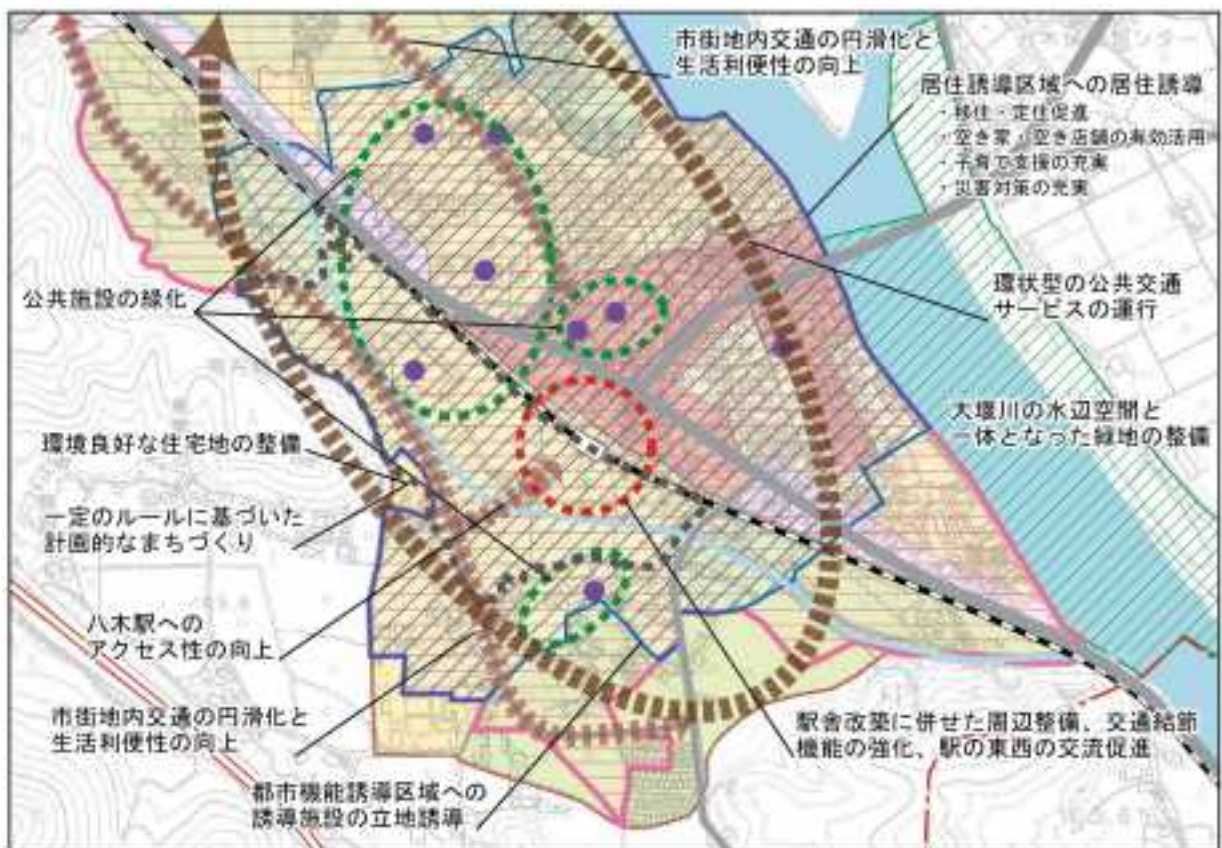 市街地内交通の円滑化と
生活利便性の向上
居住誘導区域への居住誘導
・移住・定住促進
・空き家・空き店舗の有効活用
・子育て支援の充実
・災害対策の充実
公共施設の緑化
環状型の公共交通
サービスの運行
大堰川の水辺空間と
一体となった緑地の整備
環境良好な住宅地の整備
一定のルールに基づいた
計画的なまちづくり
八木駅への
アクセス性の向上
市街地内交通の円滑化と
生活利便性の向上
都市機能誘導区域への
誘導施設の立地誘導
駅舎改築に併せた周辺整備、交通結節
機能の強化、駅の東西の交流促進